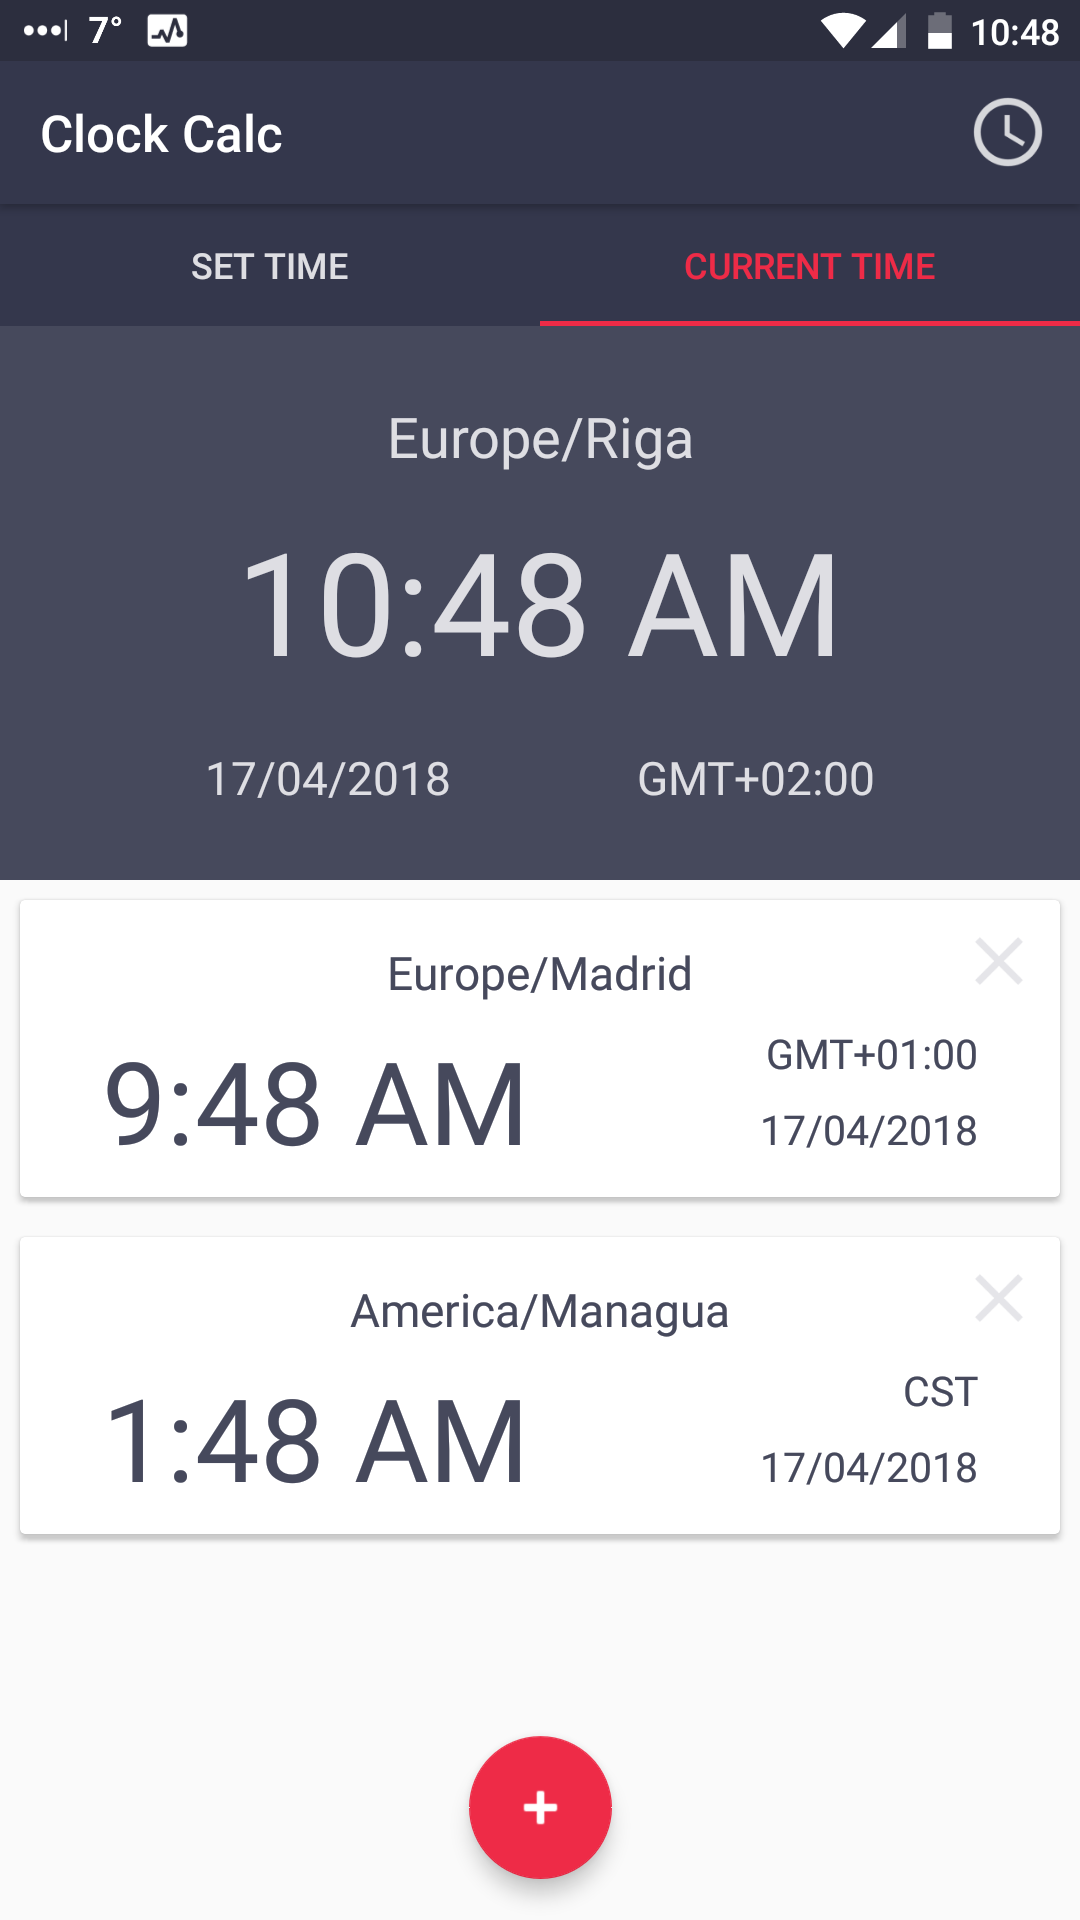 7° 10:48
Clock Calc
SET TIME CURRENT TIME
Europe/Riga
10:48 AM
17/04/2018 GMT+02:00
Europe/Madrid
9:48 AM
GMT+01:00
17/04/2018
America/Managua
1:48 AM
CST
17/04/2018